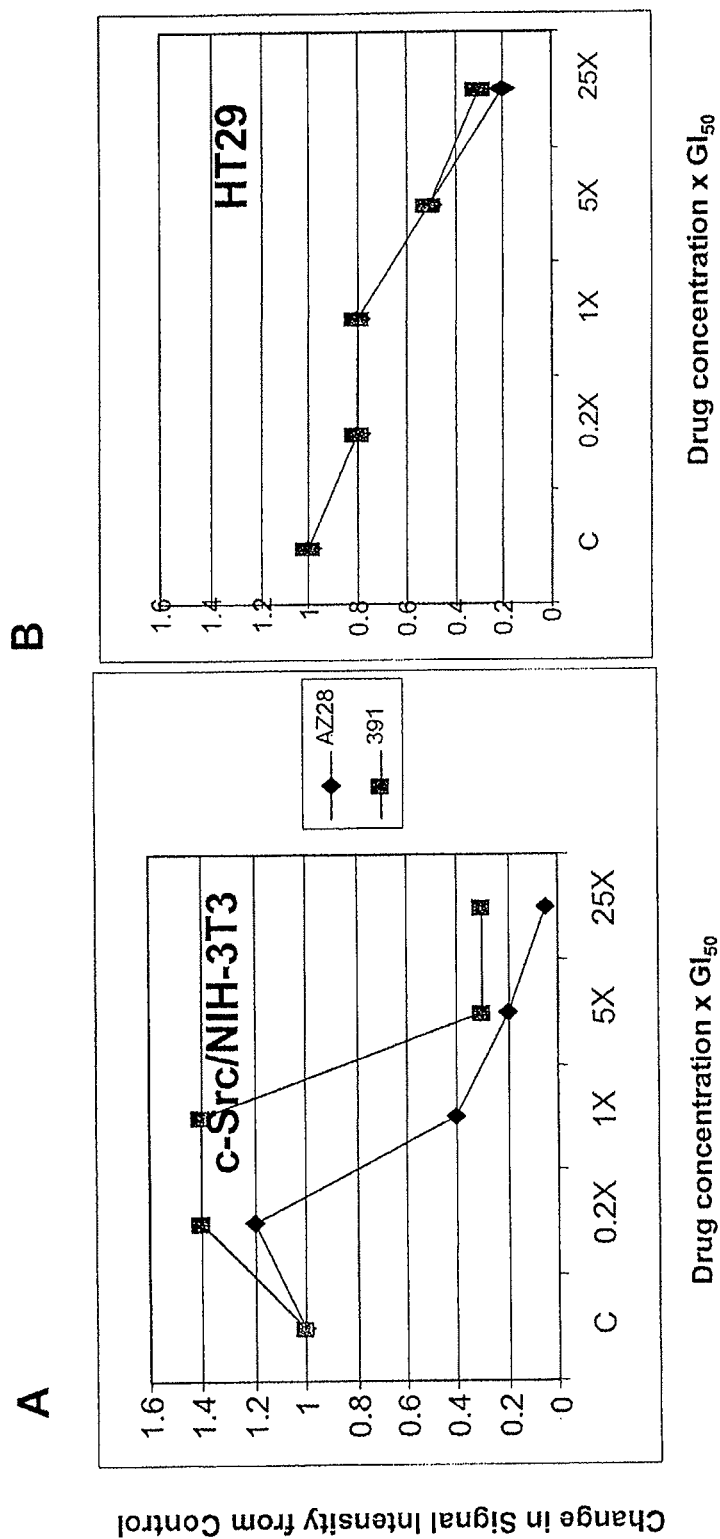 A
Change in Signal Intensity from Control
1.6
1.4
1.2
1
0.8
0.6
0.4
0.2
0
c-Src/NIH-3T3
C
0.2X
1X
5X
25X
Drug concentration x GI50
AZ28
391
B
1.6
1.4
1.2
1
0.8
0.6
0.4
0.2
0
HT29
C
0.2X
1X
5X
25X
Drug concentration x GI50